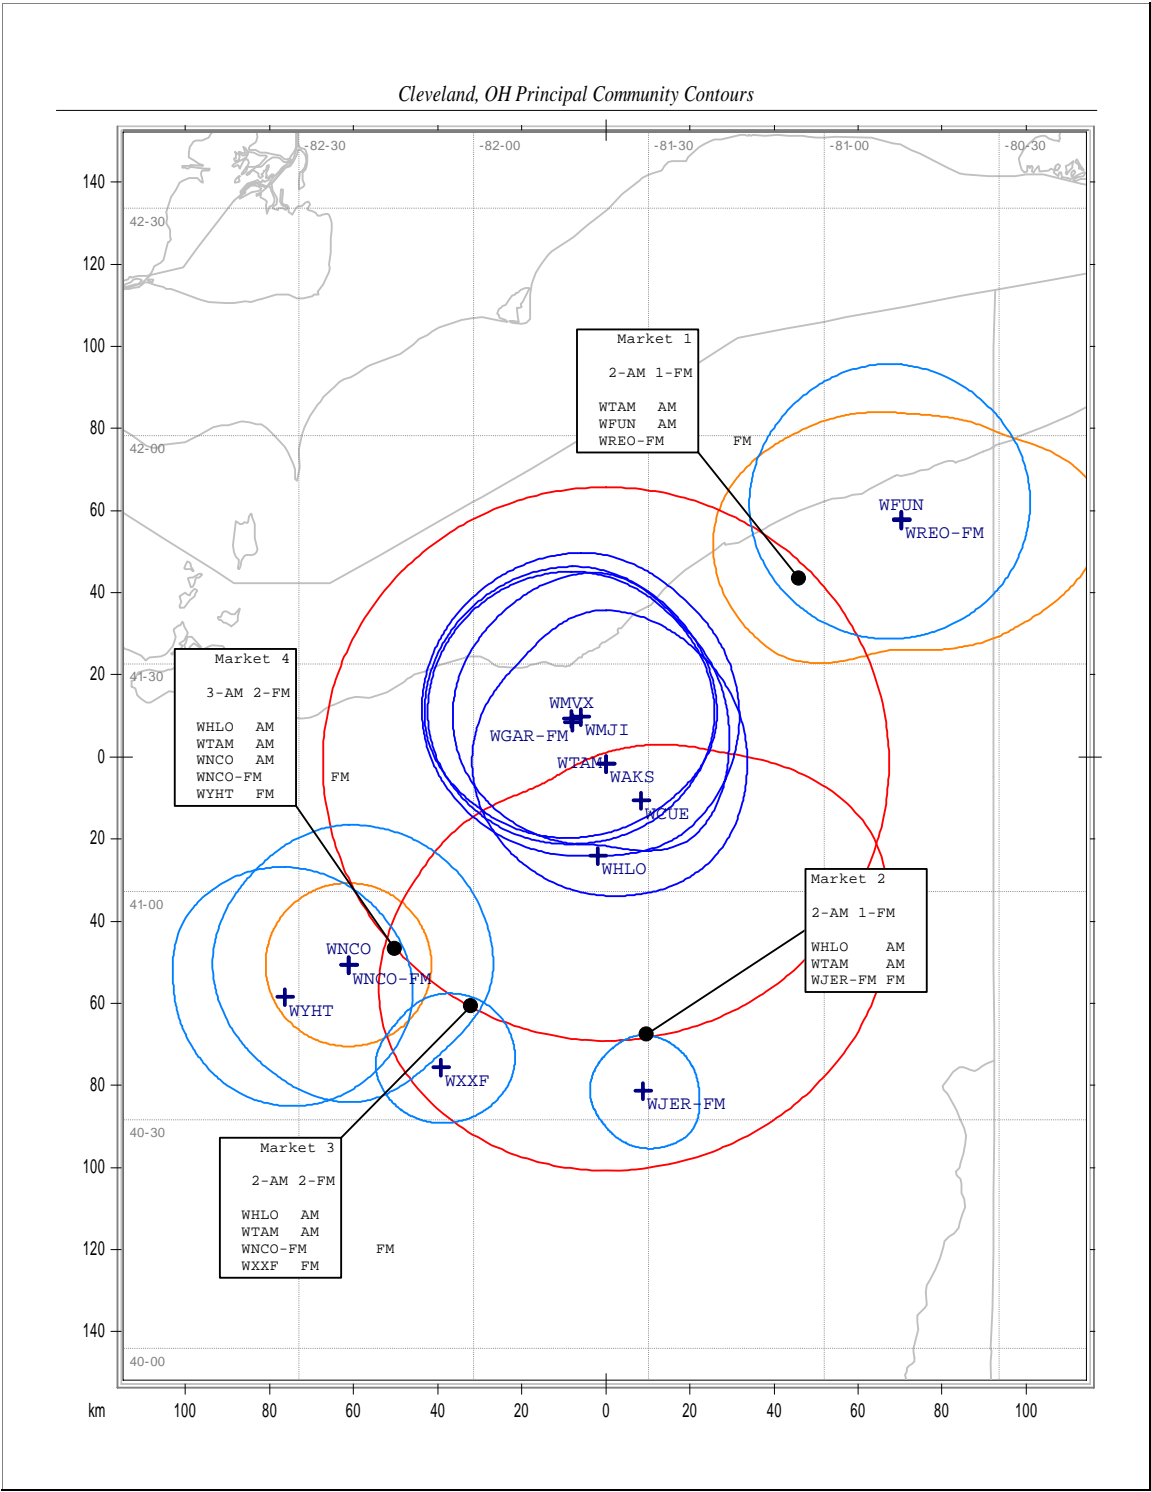 Cleveland, OH Principal Community Contours
-82-30 -82-00 -81-30 -81-00 -80-30
140
42-30
120
100
Market 1
2-AM 1-FM
WTAM AM
WFUN AM
WREO-FM FM
80
42-00
60
WFUN
WREO-FM
40
20
41-30
Market 4
3-AM 2-FM
WHLO AM
WTAM AM
WNCO AM
WNCO-FM FM
WYHT FM
WMVX
WMJI
WGAR-FM
0
WTAM
WAKS
WCUE
20
WHLO
41-00
Market 2
2-AM 1-FM
WHLO AM
WTAM AM
WJER-FM FM
40
WNCO
WNCO-FM
60
WYHT
80
WXXF
WJER-FM
40-30
Market 3
2-AM 2-FM
WHLO AM
WTAM AM
WNCO-FM FM
WXXF FM
100
120
140
40-00
km 100 80 60 40 20 0 20 40 60 80 100